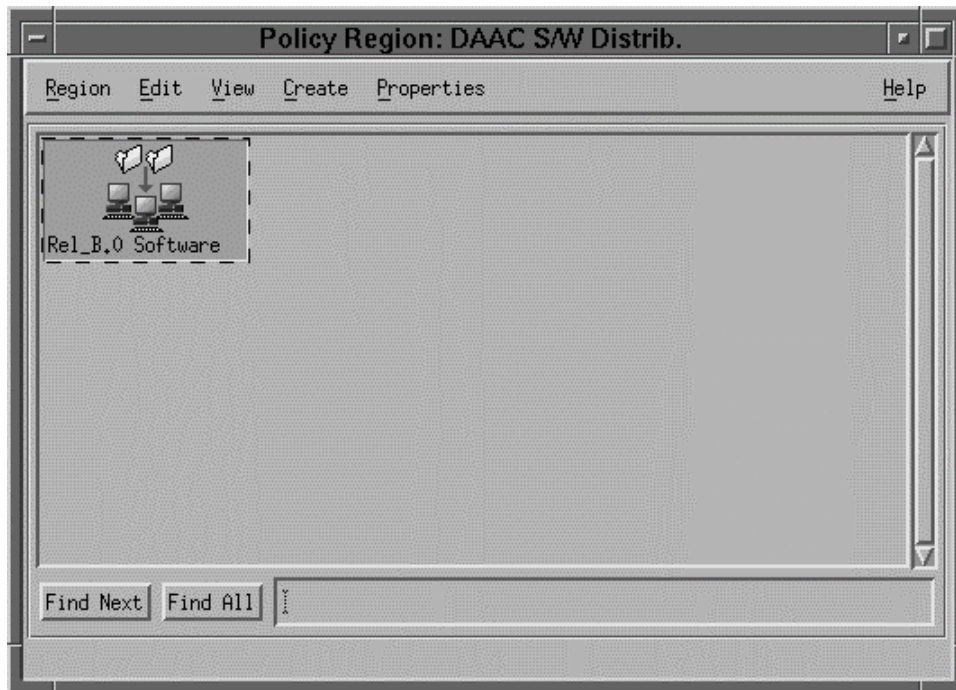 Policy Region: DAAC S/W Distrib.
Region Edit View Create Properties Help
Rel_B.0 Software
Find Next Find All